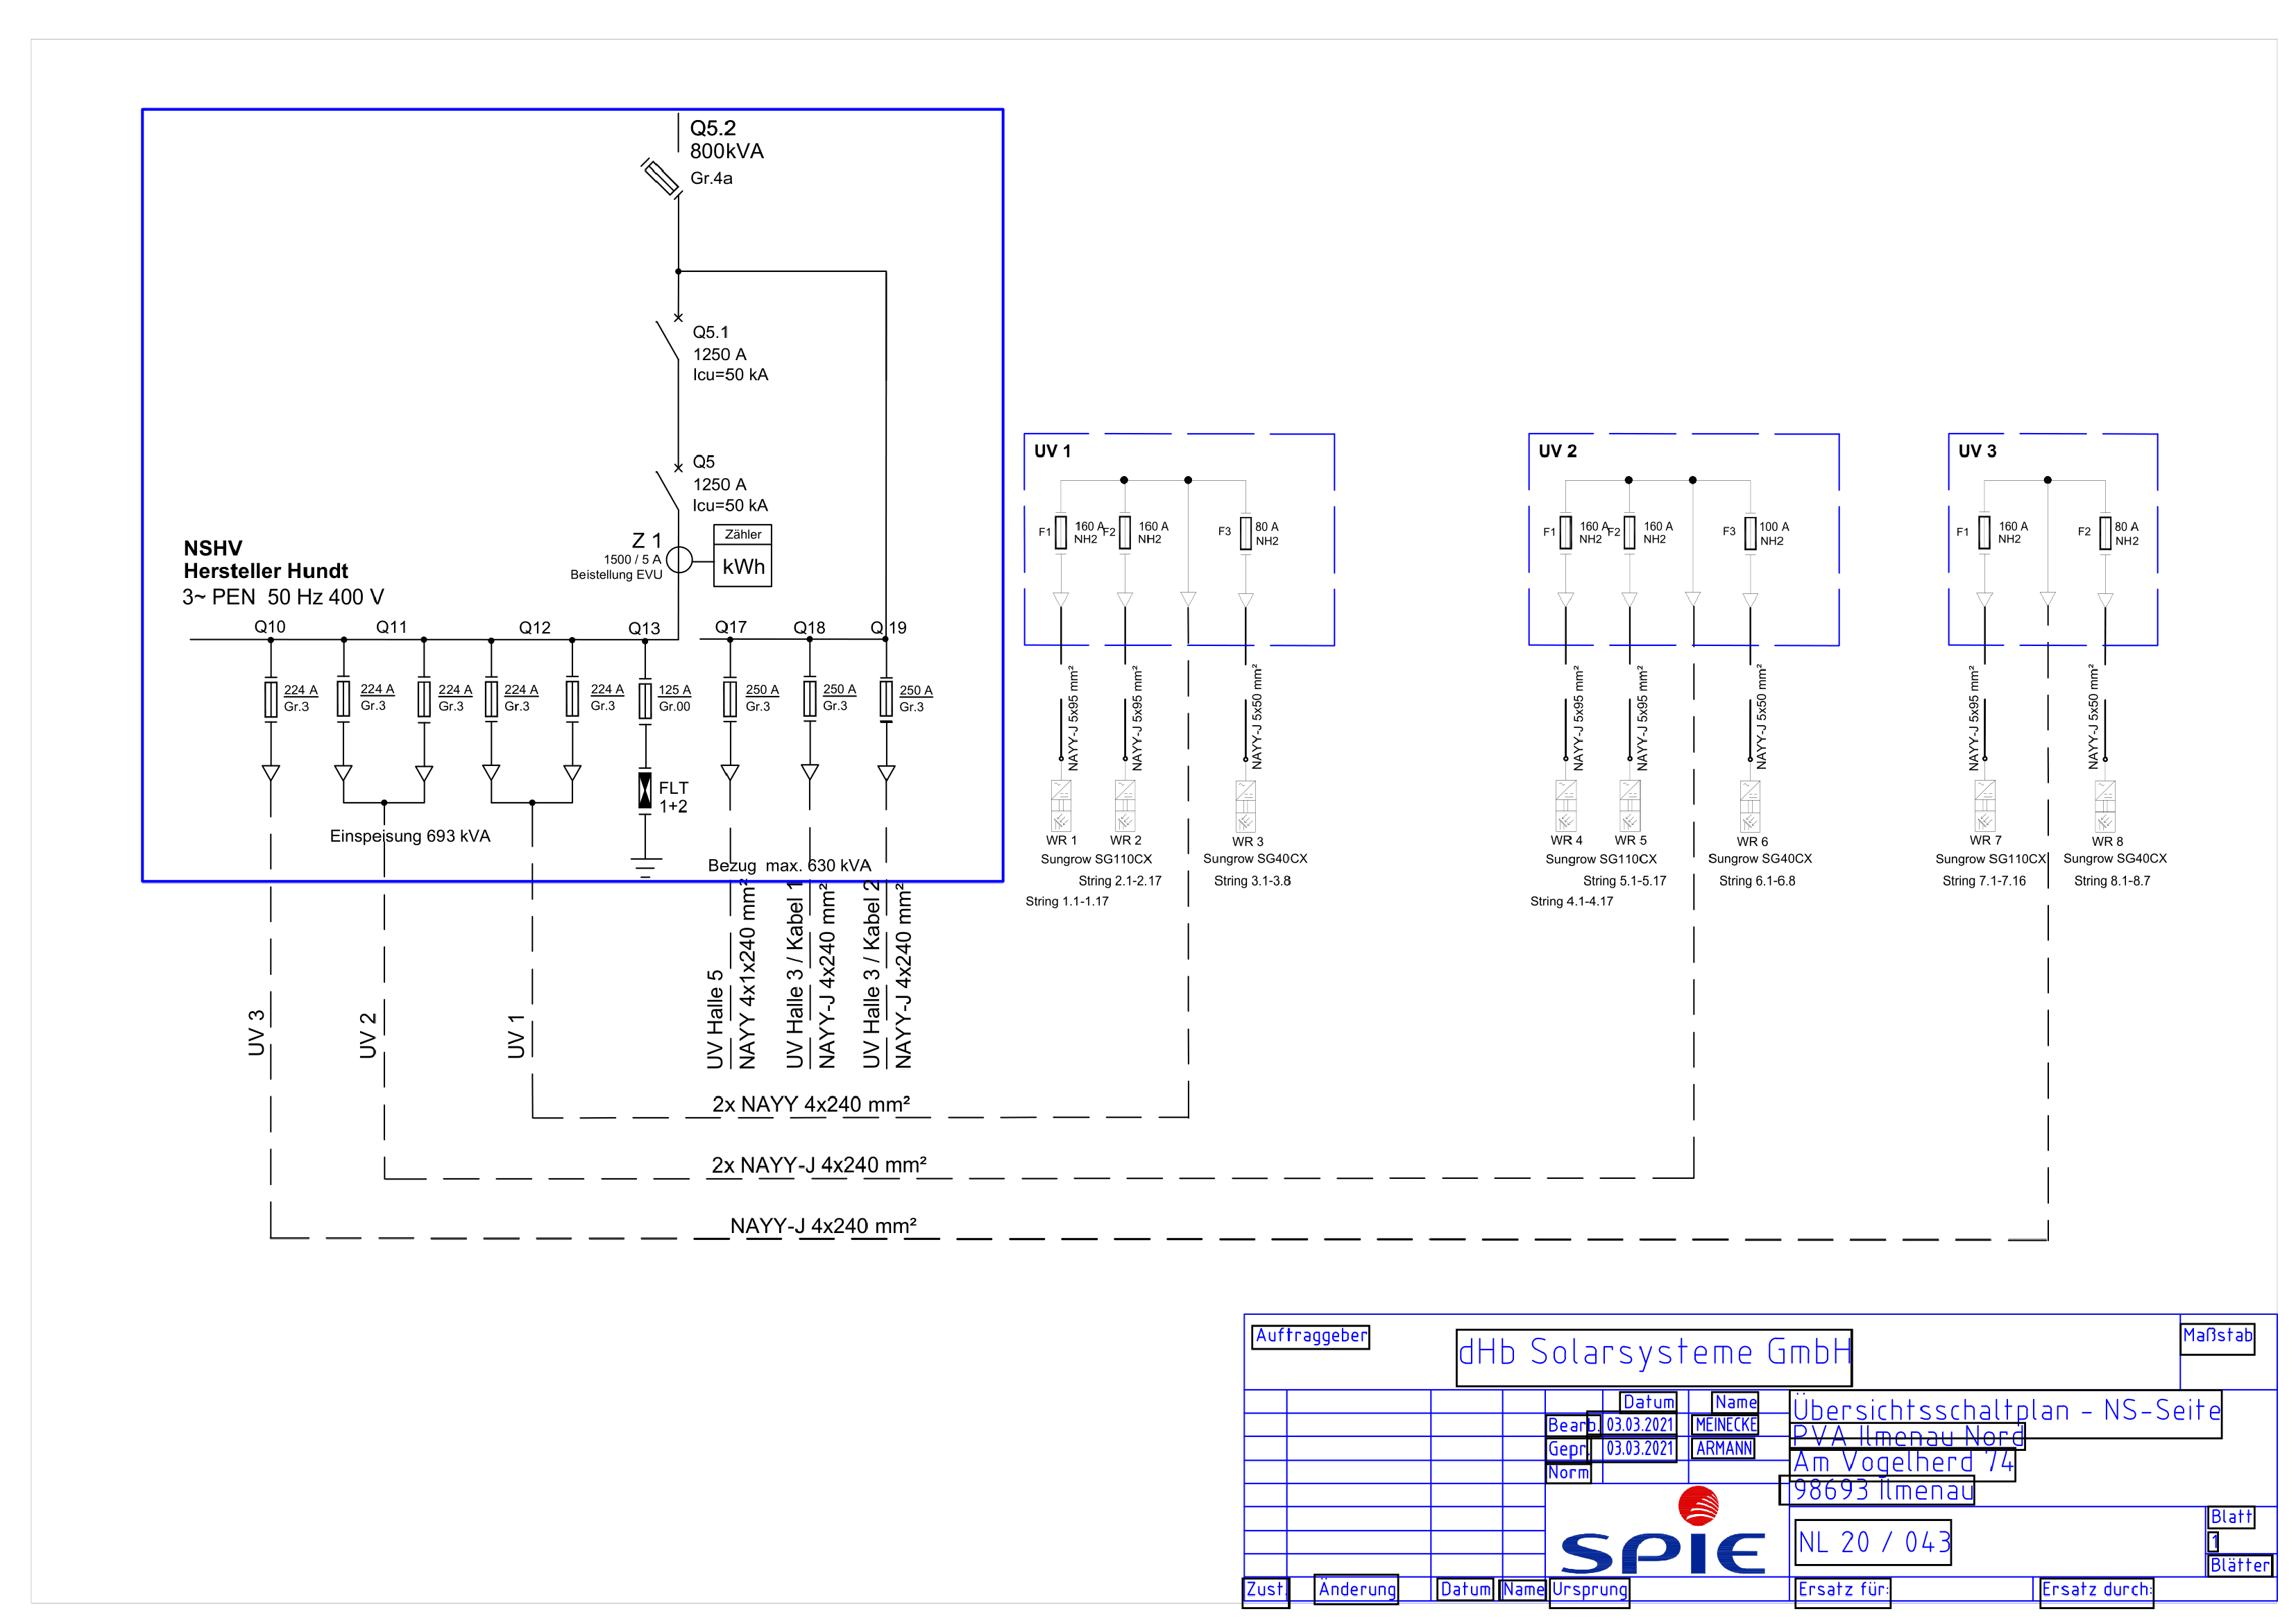 Q5.2
800kVA
Gr.4a
Q5.1
1250 A
Icu=50 kA
Q5
1250 A
Icu=50 kA
Z 1
1500 / 5 A
Beistellung EVU
Zähler
kWh
NSHV
Hersteller Hundt
3~ PEN 50 Hz 400 V
Q10 Q11 Q12 Q13 Q17 Q18 Q19
224 A 224 A 224 A 224 A 224 A 125 A 250 A 250 A 250 A
Gr.3 Gr.3 Gr.3 Gr.3 Gr.3 Gr.00 Gr.3 Gr.3 Gr.3
FLT
1+2
Einspeisung 693 kVA
Bezug max. 630 kVA
UV 3
UV 2
UV 1
UV Halle 5
NAYY 4x1x240 mm²
UV Halle 3 / Kabel 1
NAYY-J 4x240 mm²
UV Halle 3 / Kabel 2
NAYY-J 4x240 mm²
2x NAYY 4x240 mm²
2x NAYY-J 4x240 mm²
NAYY-J 4x240 mm²
UV 1
F1 160 A NH2
F2 160 A NH2
F3 80 A NH2
NAYY-J 5x95 mm²
NAYY-J 5x95 mm²
NAYY-J 5x50 mm²
WR 1 WR 2 WR 3
Sungrow SG110CX Sungrow SG40CX
String 2.1-2.17 String 3.1-3.8
String 1.1-1.17
UV 2
F1 160 A NH2
F2 160 A NH2
F3 100 A NH2
NAYY-J 5x95 mm²
NAYY-J 5x95 mm²
NAYY-J 5x50 mm²
WR 4 WR 5 WR 6
Sungrow SG110CX Sungrow SG40CX
String 5.1-5.17 String 6.1-6.8
String 4.1-4.17
UV 3
F1 160 A NH2
F2 80 A NH2
NAYY-J 5x95 mm²
NAYY-J 5x50 mm²
WR 7 WR 8
Sungrow SG110CX Sungrow SG40CX
String 7.1-7.16 String 8.1-8.7
Auftraggeber
dHb Solarsysteme GmbH
Maßstab
Datum Name
Bearb. 03.03.2021 MEINECKE
Gepr. 03.03.2021 ARMANN
Norm
Übersichtsschaltplan - NS-Seite
PVA Ilmenau Nord
Am Vogelherd 74
98693 Ilmenau
SPIE
NL 20 / 043
Blatt
1
Blätter
Zust. Änderung Datum Name Ursprung Ersatz für: Ersatz durch: